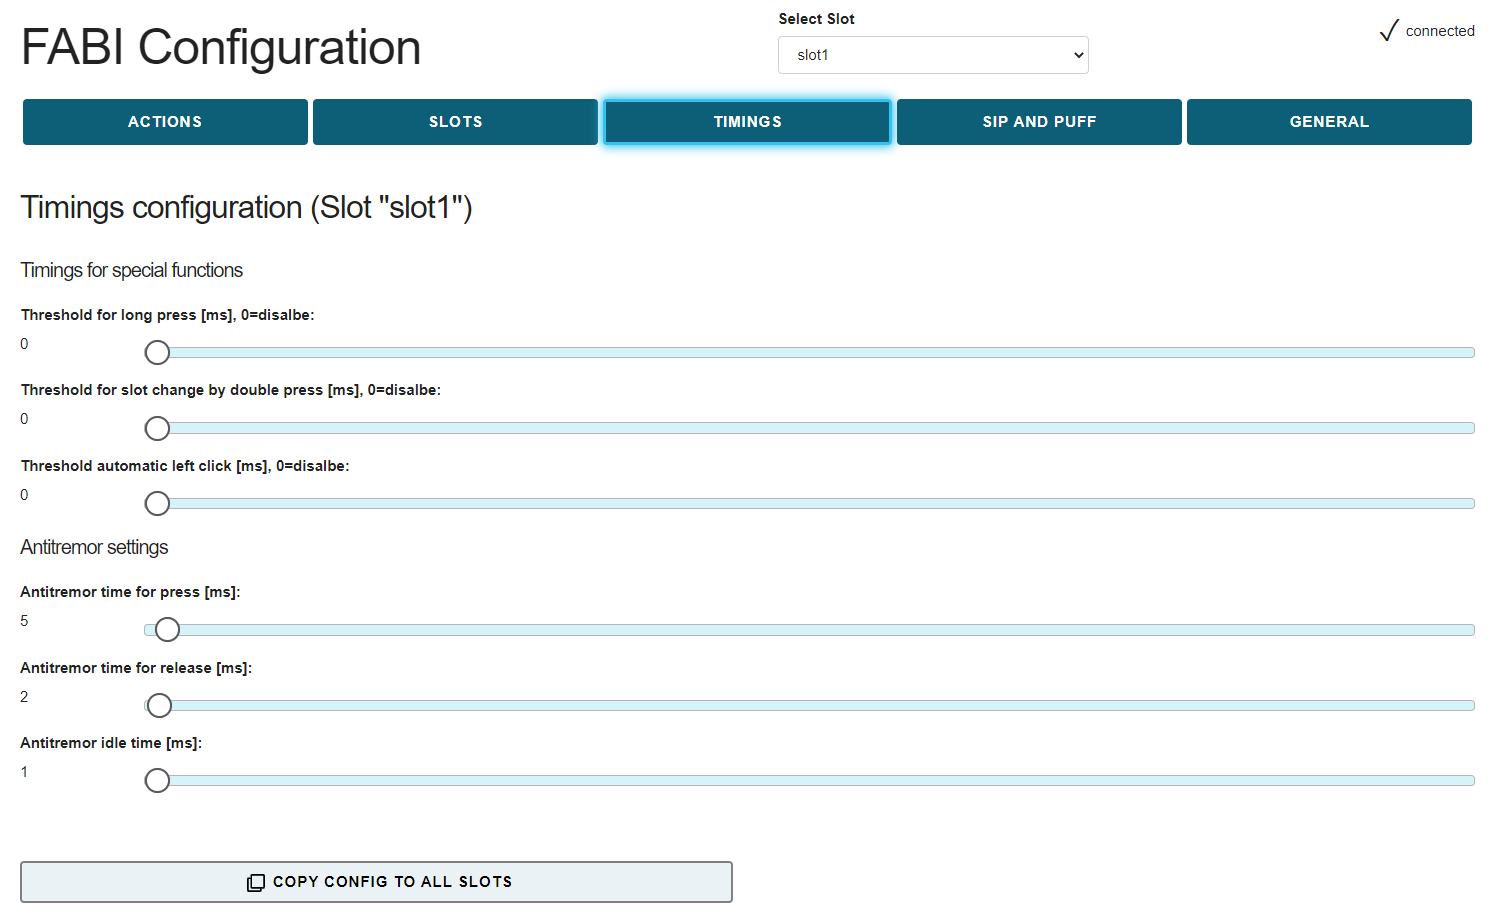 FABI Configuration
Select Slot
slot1
connected
ACTIONS
SLOTS
TIMINGS
SIP AND PUFF
GENERAL
Timings configuration (Slot "slot1")
Timings for special functions
Threshold for long press [ms], 0=disalbe:
0
Threshold for slot change by double press [ms], 0=disalbe:
0
Threshold automatic left click [ms], 0=disalbe:
0
Antitremor settings
Antitremor time for press [ms]:
5
Antitremor time for release [ms]:
2
Antitremor idle time [ms]:
1
COPY CONFIG TO ALL SLOTS